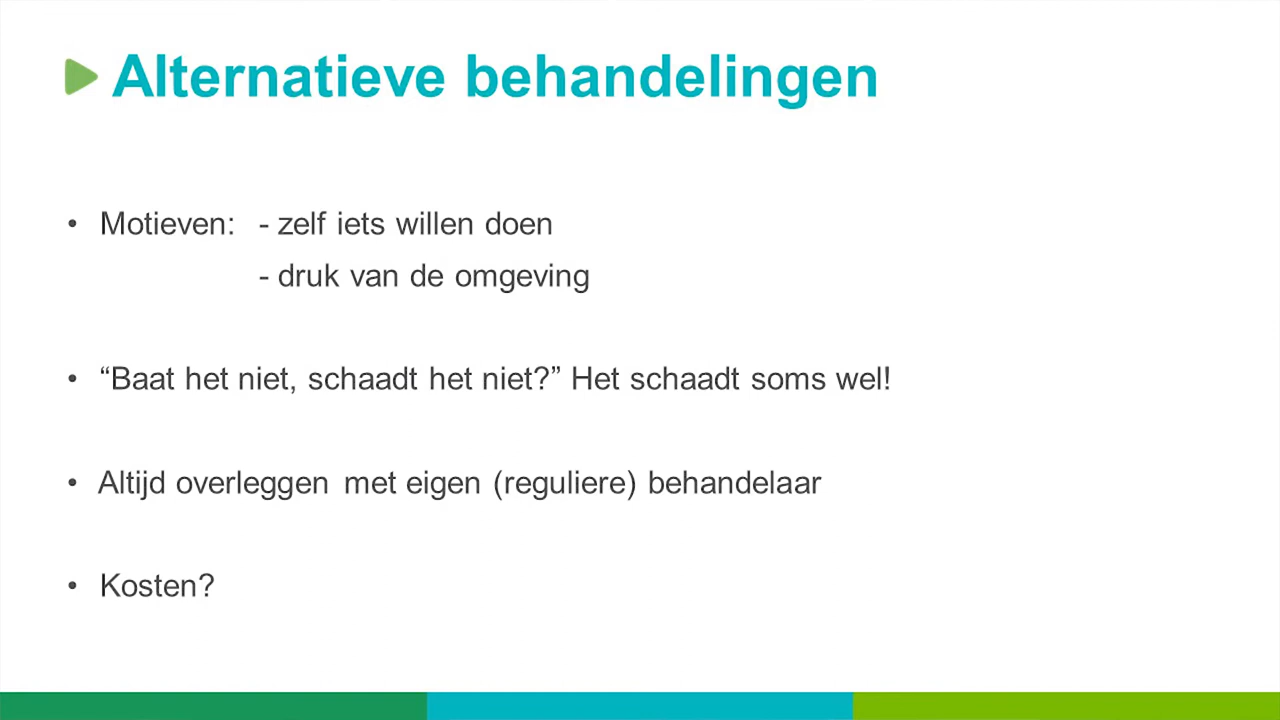 Alternatieve behandelingen
• Motieven: - zelf iets willen doen
- druk van de omgeving
• “Baat het niet, schaadt het niet?” Het schaadt soms wel!
• Altijd overleggen met eigen (reguliere) behandelaar
• Kosten?